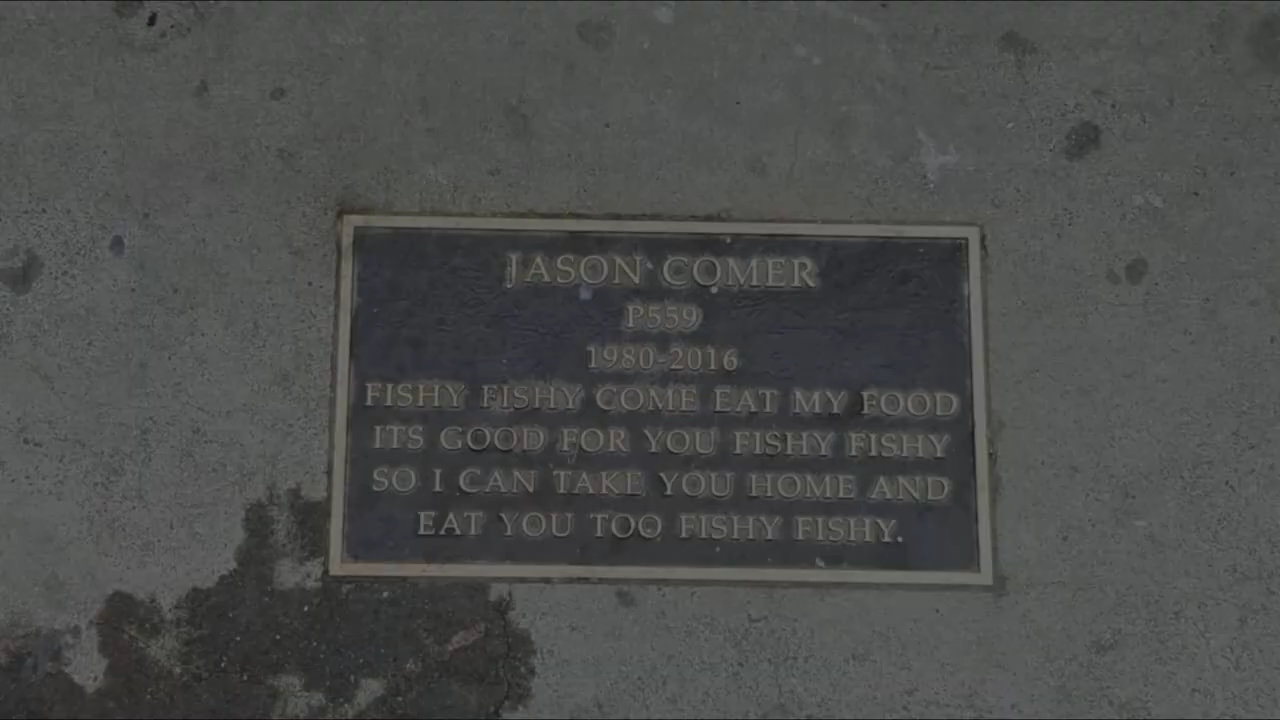 JASON COMER
P559
1980-2016
FISHY FISHY COME EAT MY FOOD
ITS GOOD FOR YOU FISHY FISHY
SO I CAN TAKE YOU HOME AND
EAT YOU TOO FISHY FISHY.